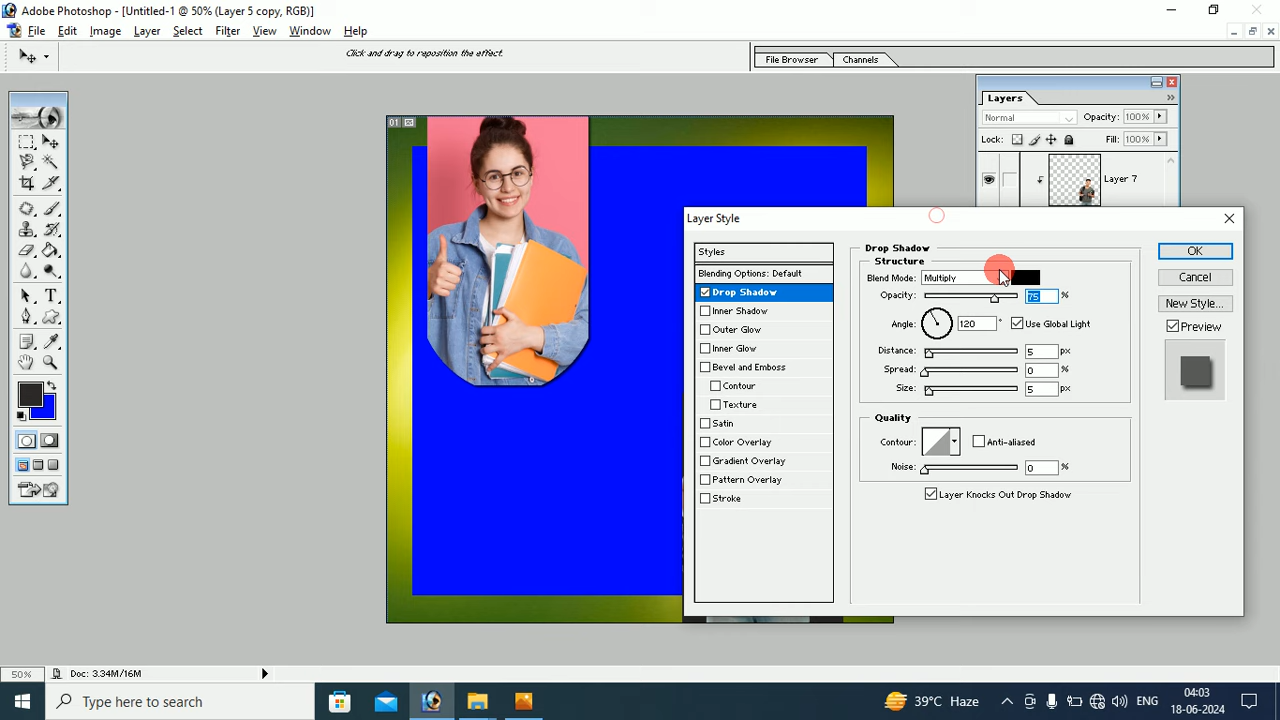 Adobe Photoshop - [Untitled-1 @ 50% (Layer 5 copy, RGB)]
File Edit Image Layer Select Filter View Window Help
Click and drag to reposition the effect.
File Browser Channels
Layers
Normal Opacity: 100%
Lock: Fill: 100%
01
Layer 7
Layer Style
Styles
Blending Options: Default
Drop Shadow
Inner Shadow
Outer Glow
Inner Glow
Bevel and Emboss
Contour
Texture
Satin
Color Overlay
Gradient Overlay
Pattern Overlay
Stroke
Drop Shadow
Structure
Blend Mode: Multiply
Opacity: 75 %
Angle: 120 ° Use Global Light
Distance: 5 px
Spread: 0 %
Size: 5 px
Quality
Contour: Anti-aliased
Noise: 0 %
Layer Knocks Out Drop Shadow
OK
Cancel
New Style...
Preview
50% Doc: 3.34M/16M
Type here to search
39°C Haze
ENG
04:03
18-06-2024